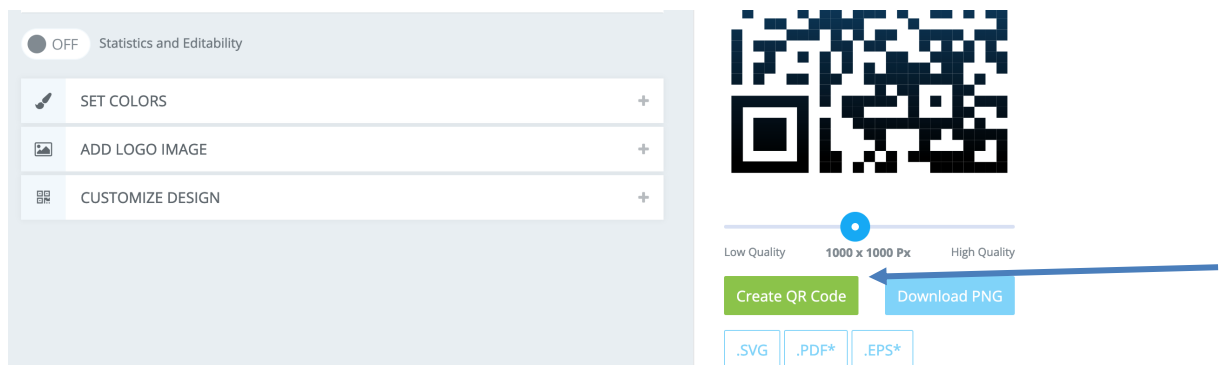 OFF Statistics and Editability
SET COLORS +
ADD LOGO IMAGE +
CUSTOMIZE DESIGN +
Low Quality 1000 x 1000 Px High Quality
Create QR Code Download PNG
.SVG .PDF* .EPS*